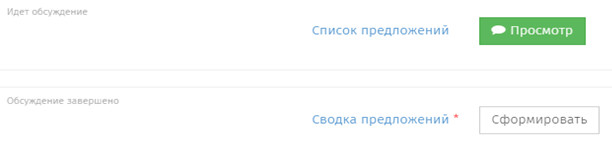 Идет обсуждение
Список предложений Просмотр
Обсуждение завершено
Сводка предложений * Сформировать